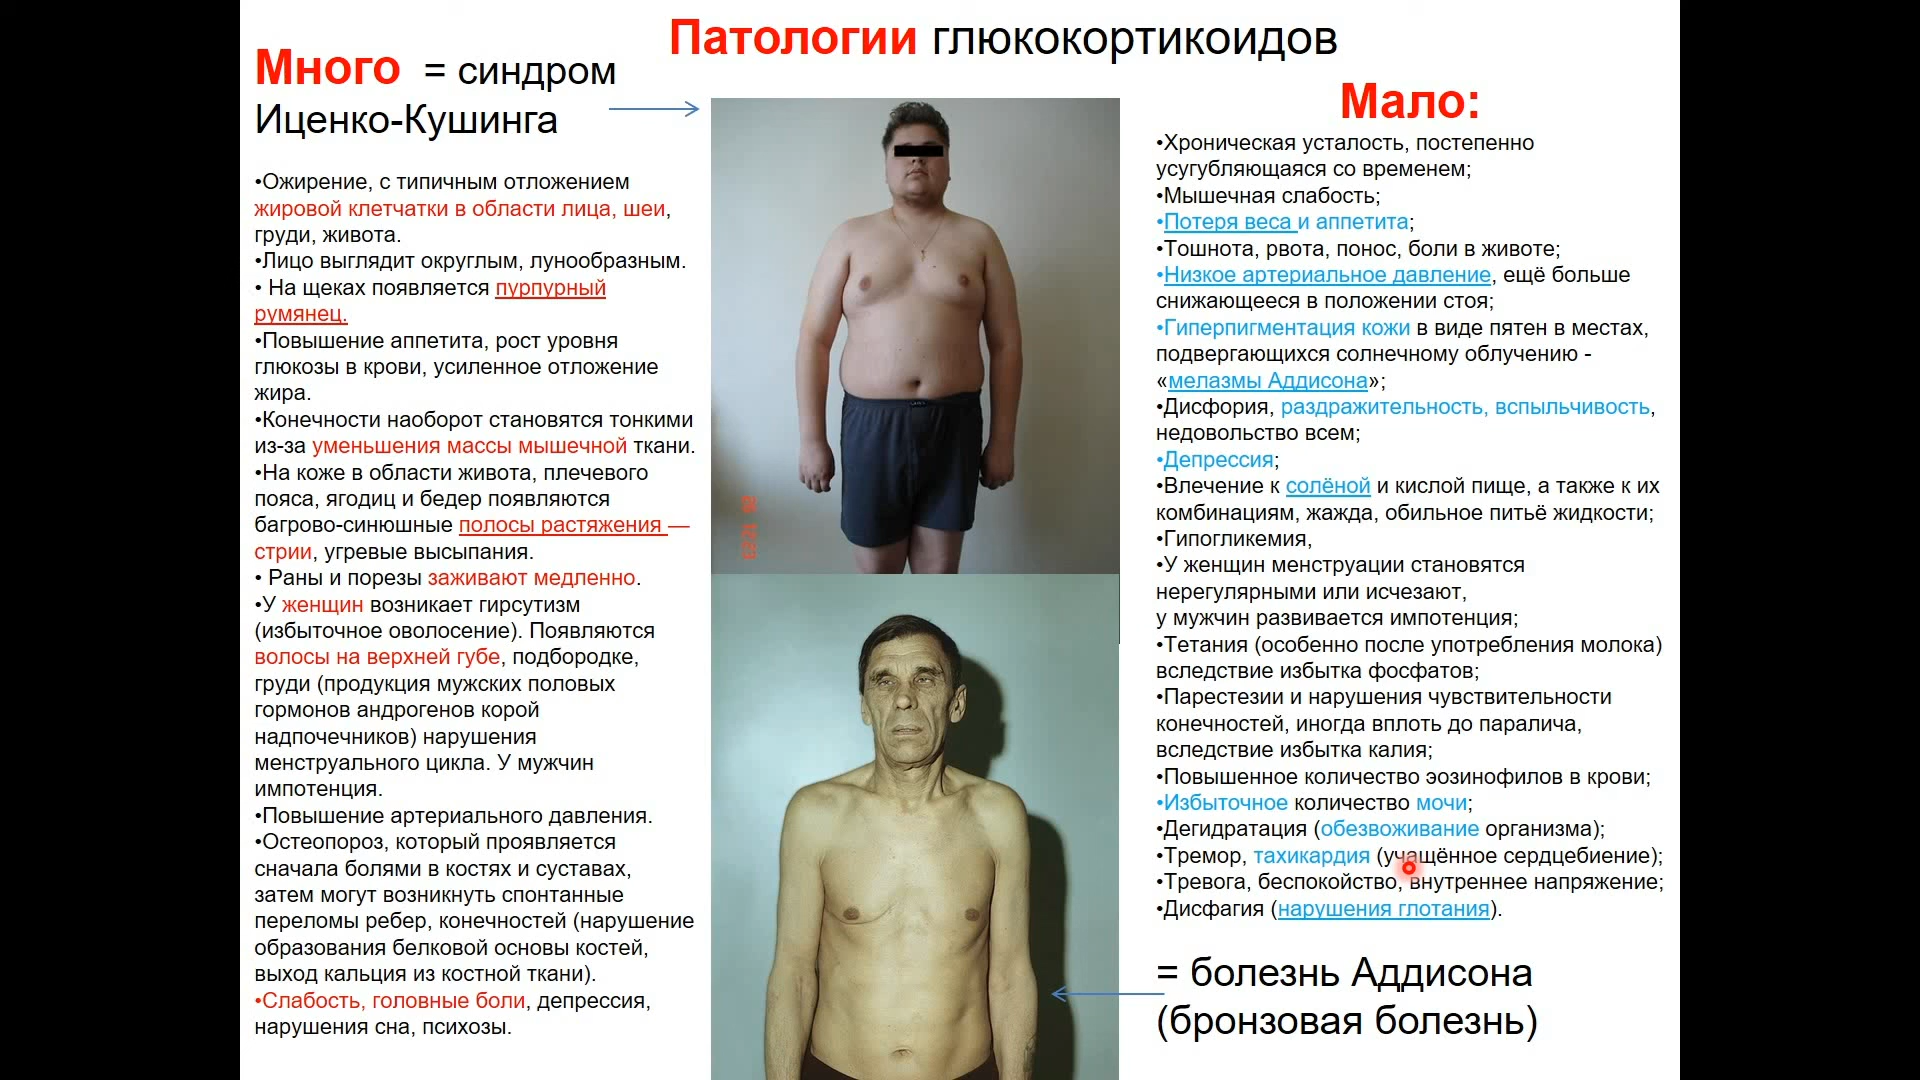 Патологии глюкокортикоидов
Много = синдром
Иценко-Кушинга
•Ожирение, с типичным отложением
жировой клетчатки в области лица, шеи,
груди, живота.
•Лицо выглядит округлым, лунообразным.
• На щеках появляется пурпурный
румянец.
•Повышение аппетита, рост уровня
глюкозы в крови, усиленное отложение
жира.
•Конечности наоборот становятся тонкими
из-за уменьшения массы мышечной ткани.
•На коже в области живота, плечевого
пояса, ягодиц и бедер появляются
багрово-синюшные полосы растяжения —
стрии, угревые высыпания.
• Раны и порезы заживают медленно.
•У женщин возникает гирсутизм
(избыточное оволосение). Появляются
волосы на верхней губе, подбородке,
груди (продукция мужских половых
гормонов андрогенов корой
надпочечников) нарушения
менструального цикла. У мужчин
импотенция.
•Повышение артериального давления.
•Остеопороз, который проявляется
сначала болями в костях и суставах,
затем могут возникнуть спонтанные
переломы ребер, конечностей (нарушение
образования белковой основы костей,
выход кальция из костной ткани).
•Слабость, головные боли, депрессия,
нарушения сна, психозы.
Мало:
•Хроническая усталость, постепенно
усугубляющаяся со временем;
•Мышечная слабость;
•Потеря веса и аппетита;
•Тошнота, рвота, понос, боли в животе;
•Низкое артериальное давление, ещё больше
снижающееся в положении стоя;
•Гиперпигментация кожи в виде пятен в местах,
подвергающихся солнечному облучению -
«мелазмы Аддисона»;
•Дисфория, раздражительность, вспыльчивость,
недовольство всем;
•Депрессия;
•Влечение к солёной и кислой пище, а также к их
комбинациям, жажда, обильное питьё жидкости;
•Гипогликемия,
•У женщин менструации становятся
нерегулярными или исчезают,
у мужчин развивается импотенция;
•Тетания (особенно после употребления молока)
вследствие избытка фосфатов;
•Парестезии и нарушения чувствительности
конечностей, иногда вплоть до паралича,
вследствие избытка калия;
•Повышенное количество эозинофилов в крови;
•Избыточное количество мочи;
•Дегидратация (обезвоживание организма);
•Тремор, тахикардия (учащённое сердцебиение);
•Тревога, беспокойство, внутреннее напряжение;
•Дисфагия (нарушения глотания).
= болезнь Аддисона
(бронзовая болезнь)